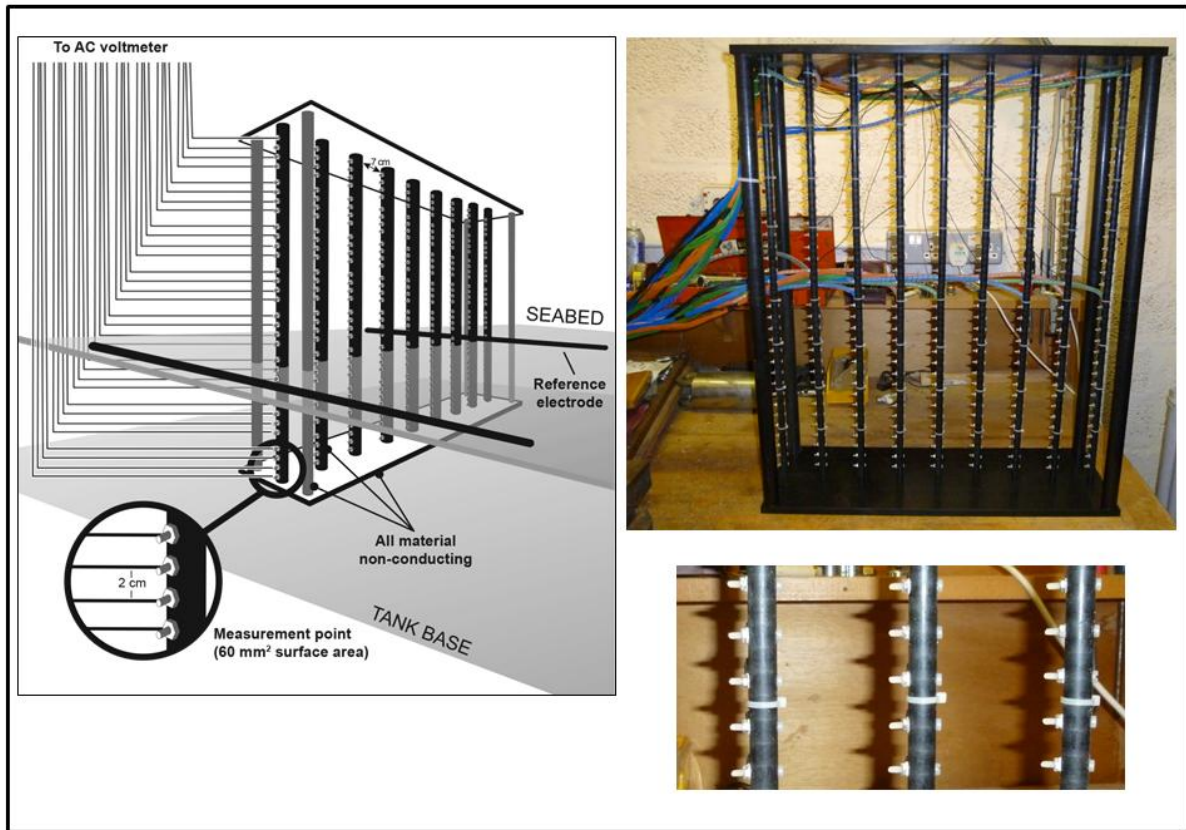 To AC voltmeter
7 cm
SEABED
Reference
electrode
All material
non-conducting
2 cm
Measurement point
(60 mm² surface area)
TANK BASE